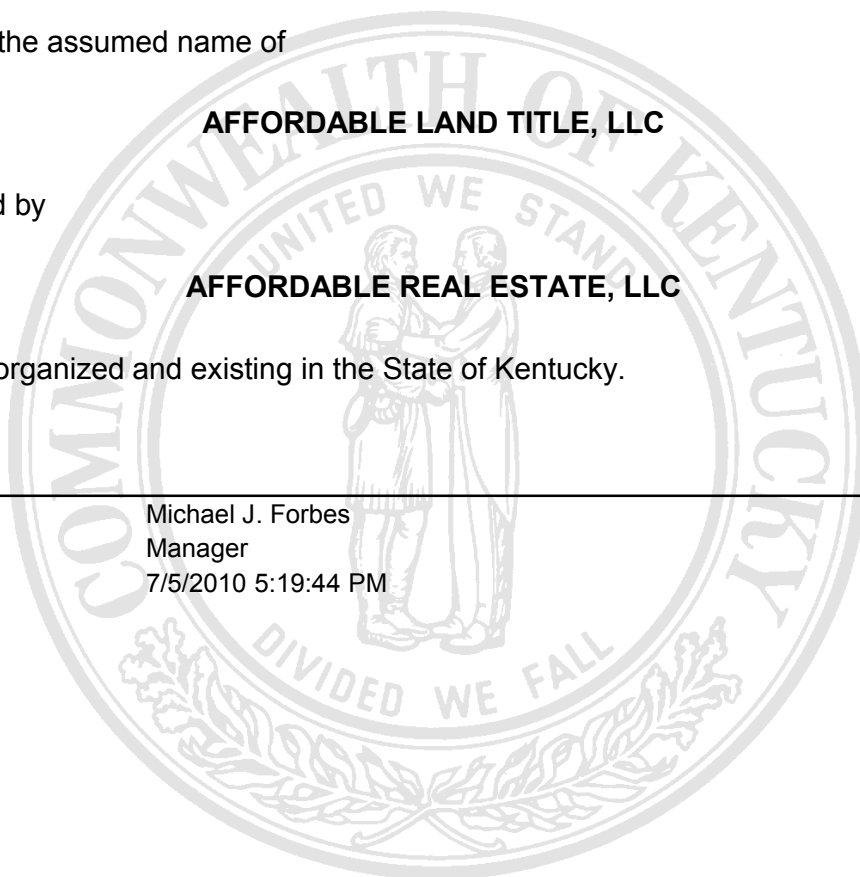 the assumed name of
AFFORDABLE LAND TITLE, LLC
d by
AFFORDABLE REAL ESTATE, LLC
organized and existing in the State of Kentucky.
Michael J. Forbes
Manager
7/5/2010 5:19:44 PM
COMMONWEALTH OF KENTUCKY
UNITED WE STAND
DIVIDED WE FALL